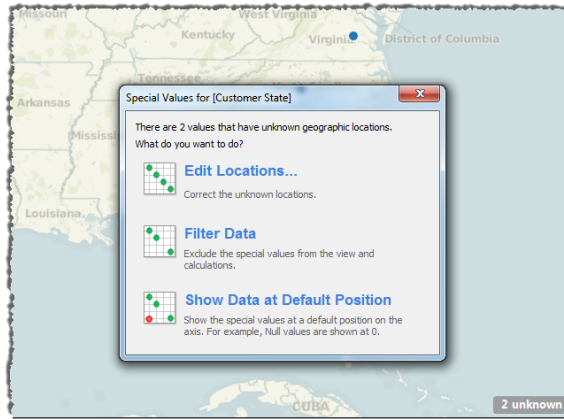 Missouri
West Virginia
Kentucky
Virginia
District of Columbia
Tennessee
Arkansas
Special Values for [Customer State]
There are 2 values that have unknown geographic locations.
What do you want to do?
Edit Locations...
Correct the unknown locations.
Louisiana
Filter Data
Exclude the special values from the view and
calculations.
Show Data at Default Position
Show the special values at a default position on the
axis. For example, Null values are shown at 0.
CUBA
2 unknown